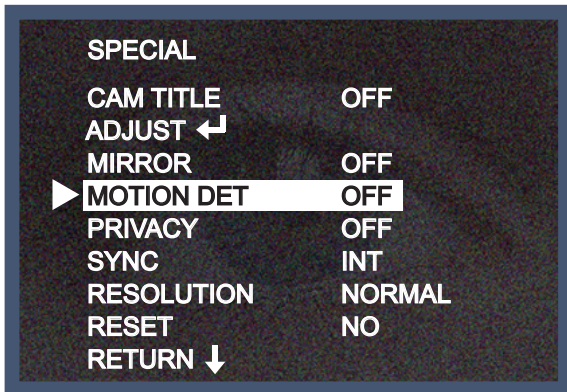 SPECIAL
CAM TITLE OFF
ADJUST ↵
MIRROR OFF
MOTION DET OFF
PRIVACY OFF
SYNC INT
RESOLUTION NORMAL
RESET NO
RETURN ↓